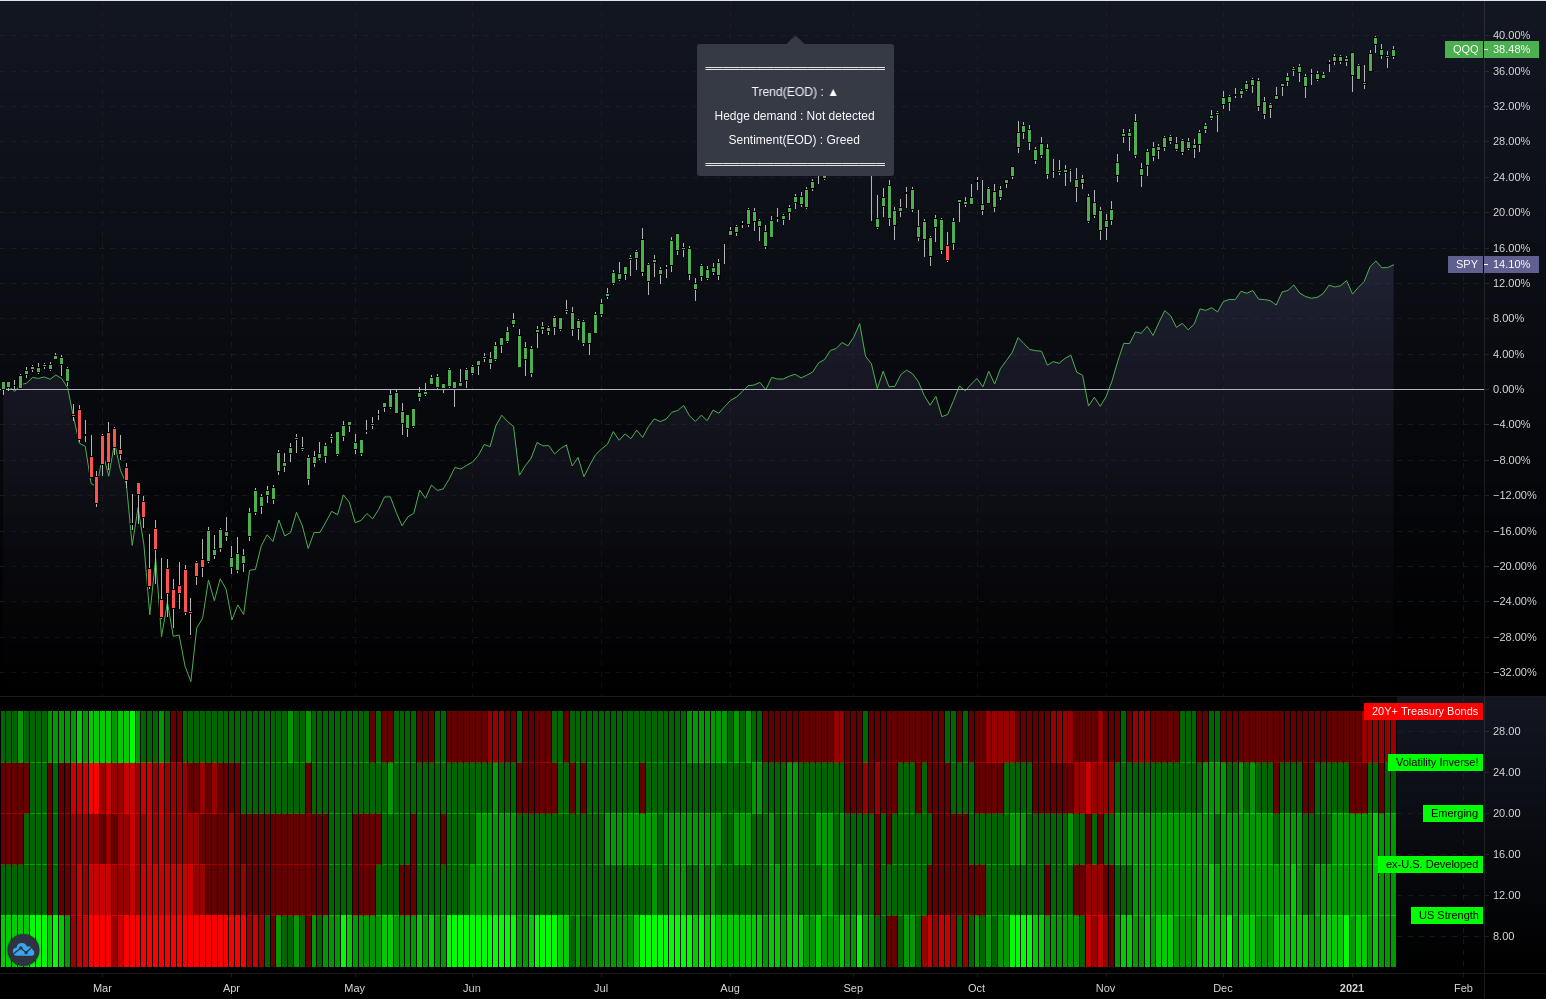 40.00%
QQQ 38.48%
36.00%
32.00%
28.00%
24.00%
20.00%
16.00%
SPY 14.10%
12.00%
8.00%
4.00%
0.00%
−4.00%
−8.00%
−12.00%
−16.00%
−20.00%
−24.00%
−28.00%
−32.00%
Trend(EOD) : ▲
Hedge demand : Not detected
Sentiment(EOD) : Greed
20Y+ Treasury Bonds
28.00
Volatility Inverse!
24.00
Emerging
20.00
16.00
ex-U.S. Developed
12.00
US Strength
8.00
Mar Apr May Jun Jul Aug Sep Oct Nov Dec 2021 Feb